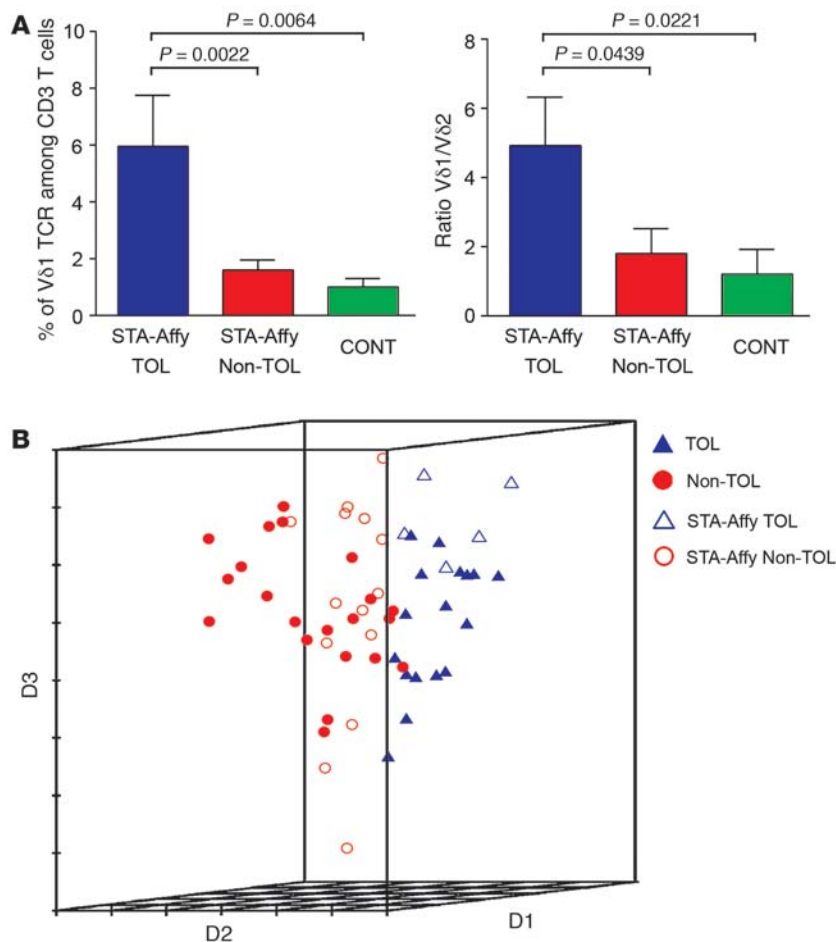 A
P = 0.0064
P = 0.0022
10
8
6
4
2
0
% of Vδ1 TCR among CD3 T cells
STA-Affy TOL
STA-Affy Non-TOL
CONT
P = 0.0221
P = 0.0439
8
6
4
2
0
Ratio Vδ1/Vδ2
STA-Affy TOL
STA-Affy Non-TOL
CONT
B
TOL
Non-TOL
STA-Affy TOL
STA-Affy Non-TOL
D3
D2
D1